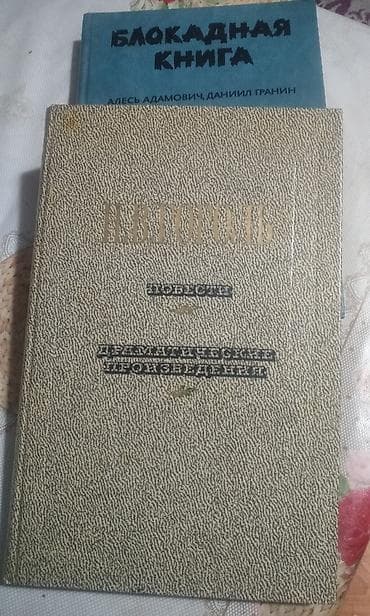 БЛОКАДНАЯ
КНИГА
АЛЕСЬ АДАМОВИЧ, ДАНИИЛ ГРАНИН
Н.В.ГОГОЛЬ
ПОВЕСТИ
ДРАМАТИЧЕСКИЕ
ПРОИЗВЕДЕНИЯ